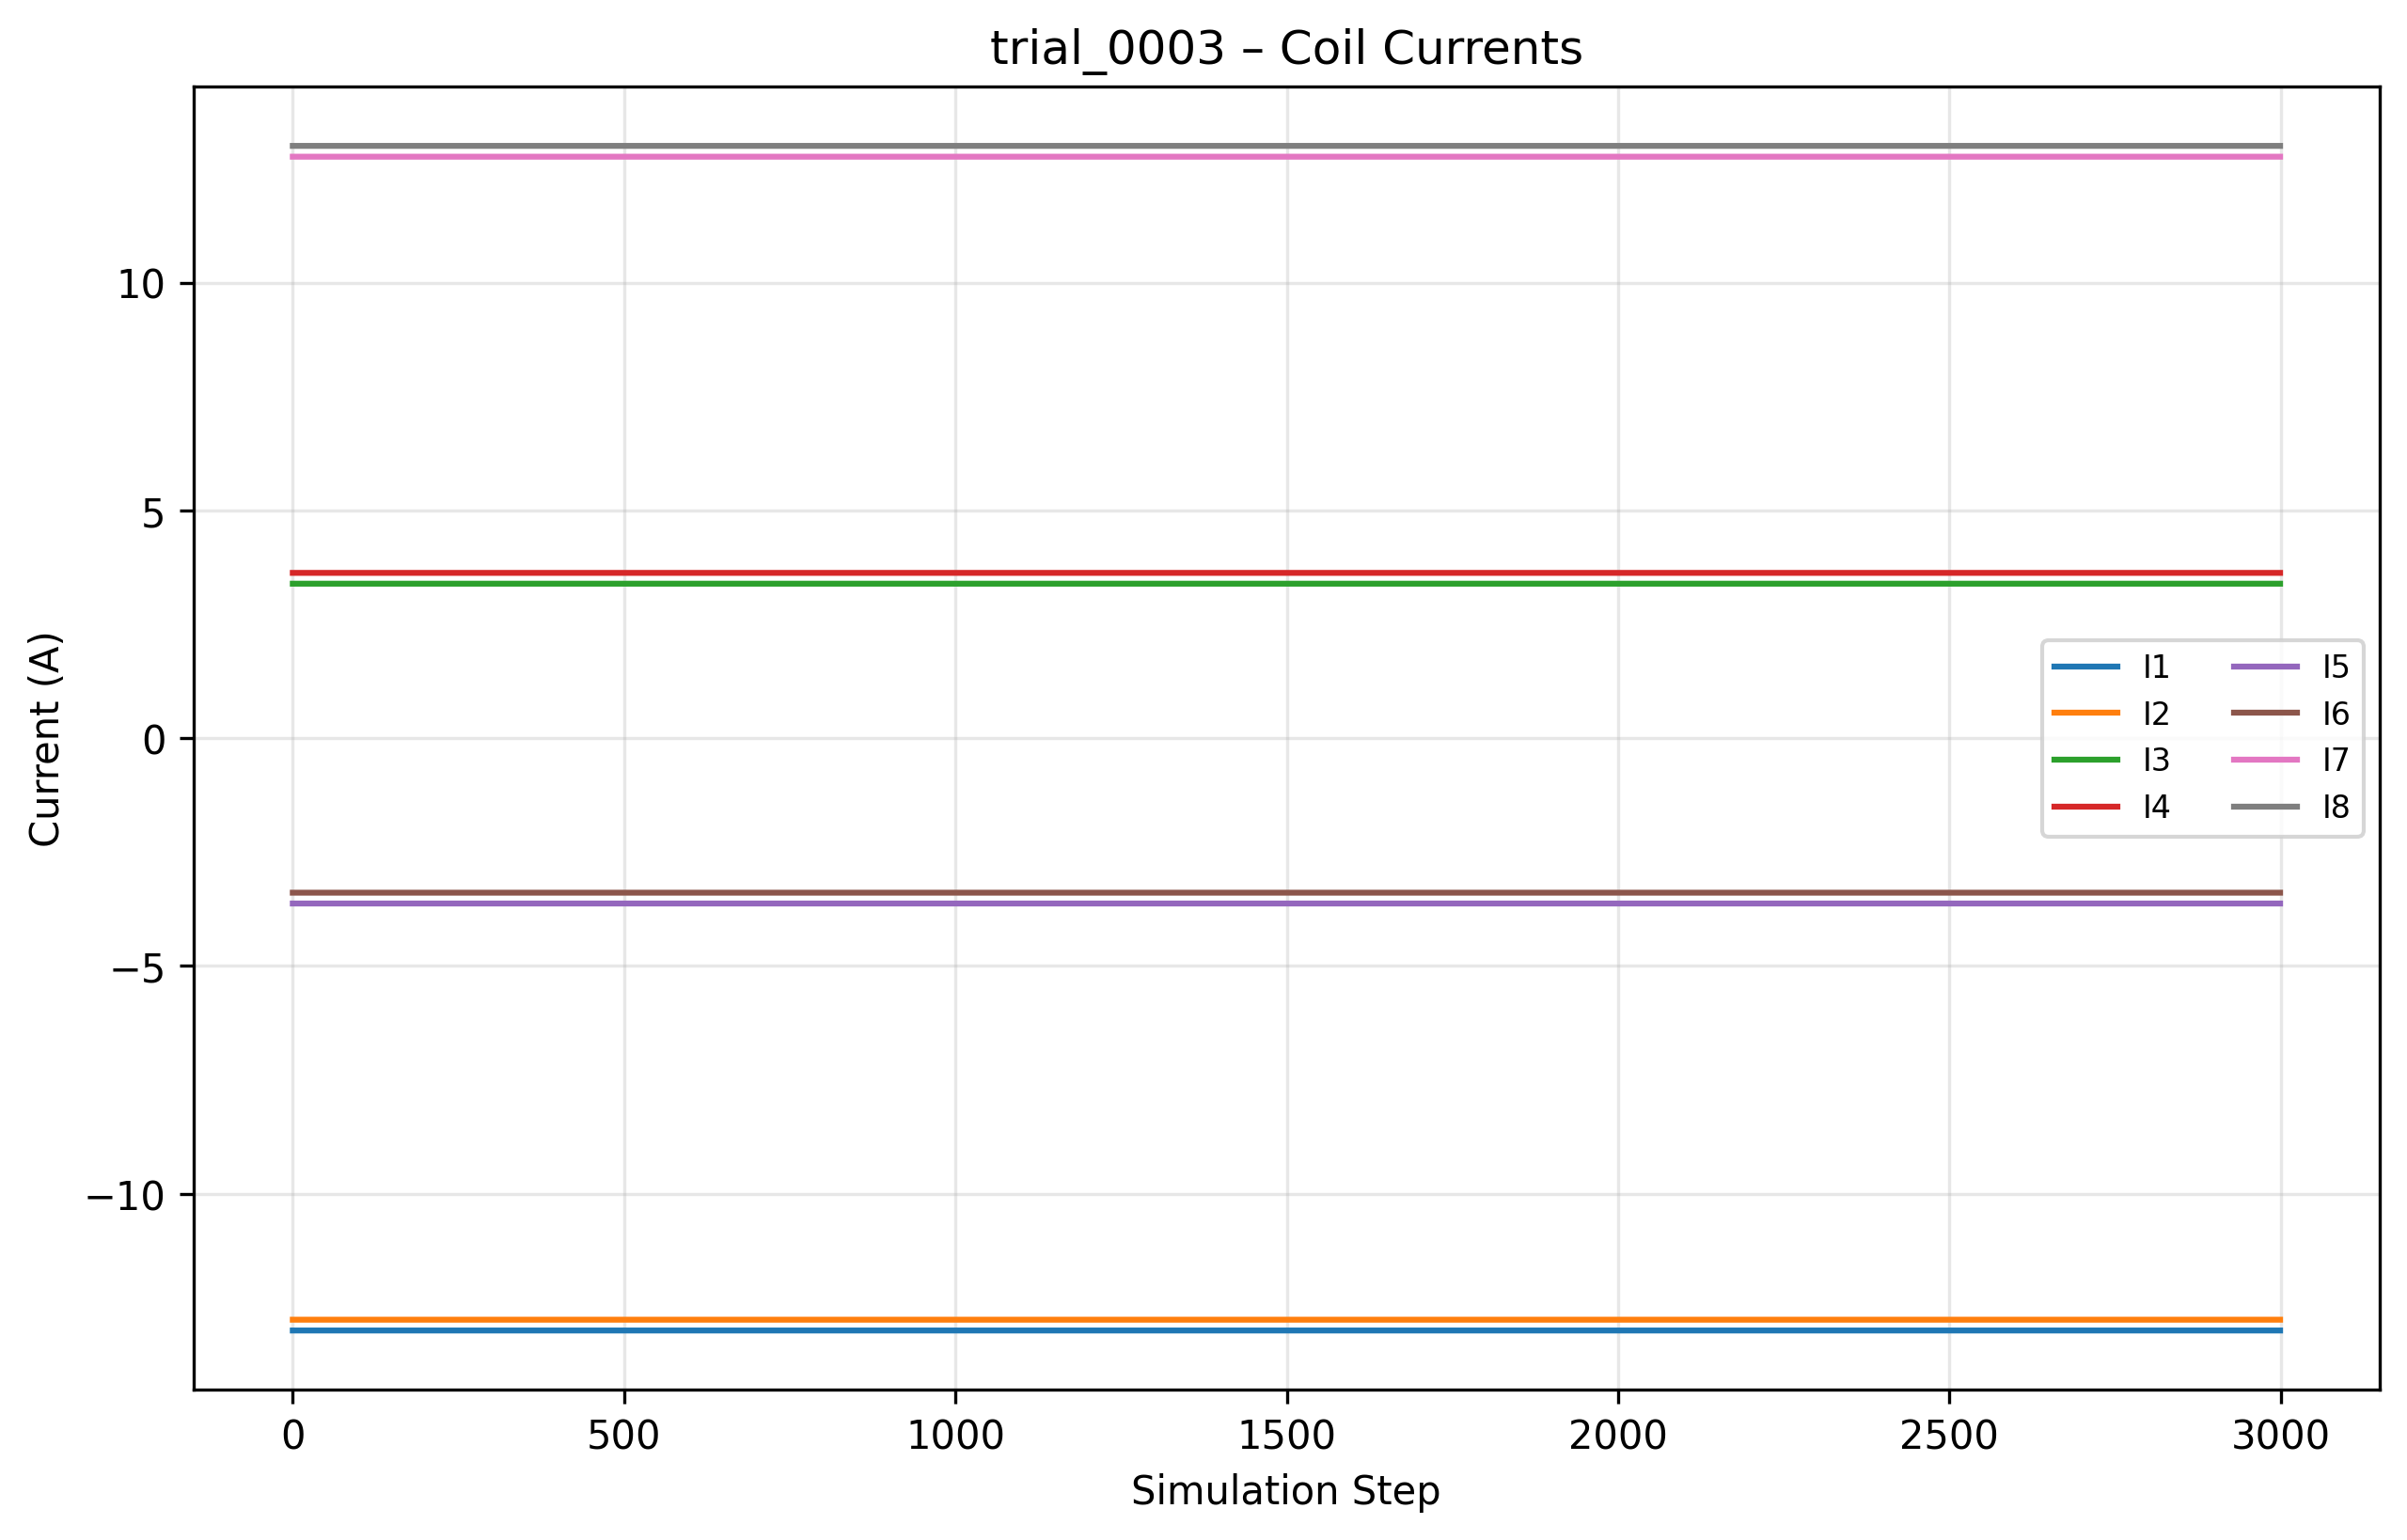 trial_0003 – Coil Currents
Current (A)
10
5
0
−5
−10
I1
I2
I3
I4
I5
I6
I7
I8
0
500
1000
1500
2000
2500
3000
Simulation Step